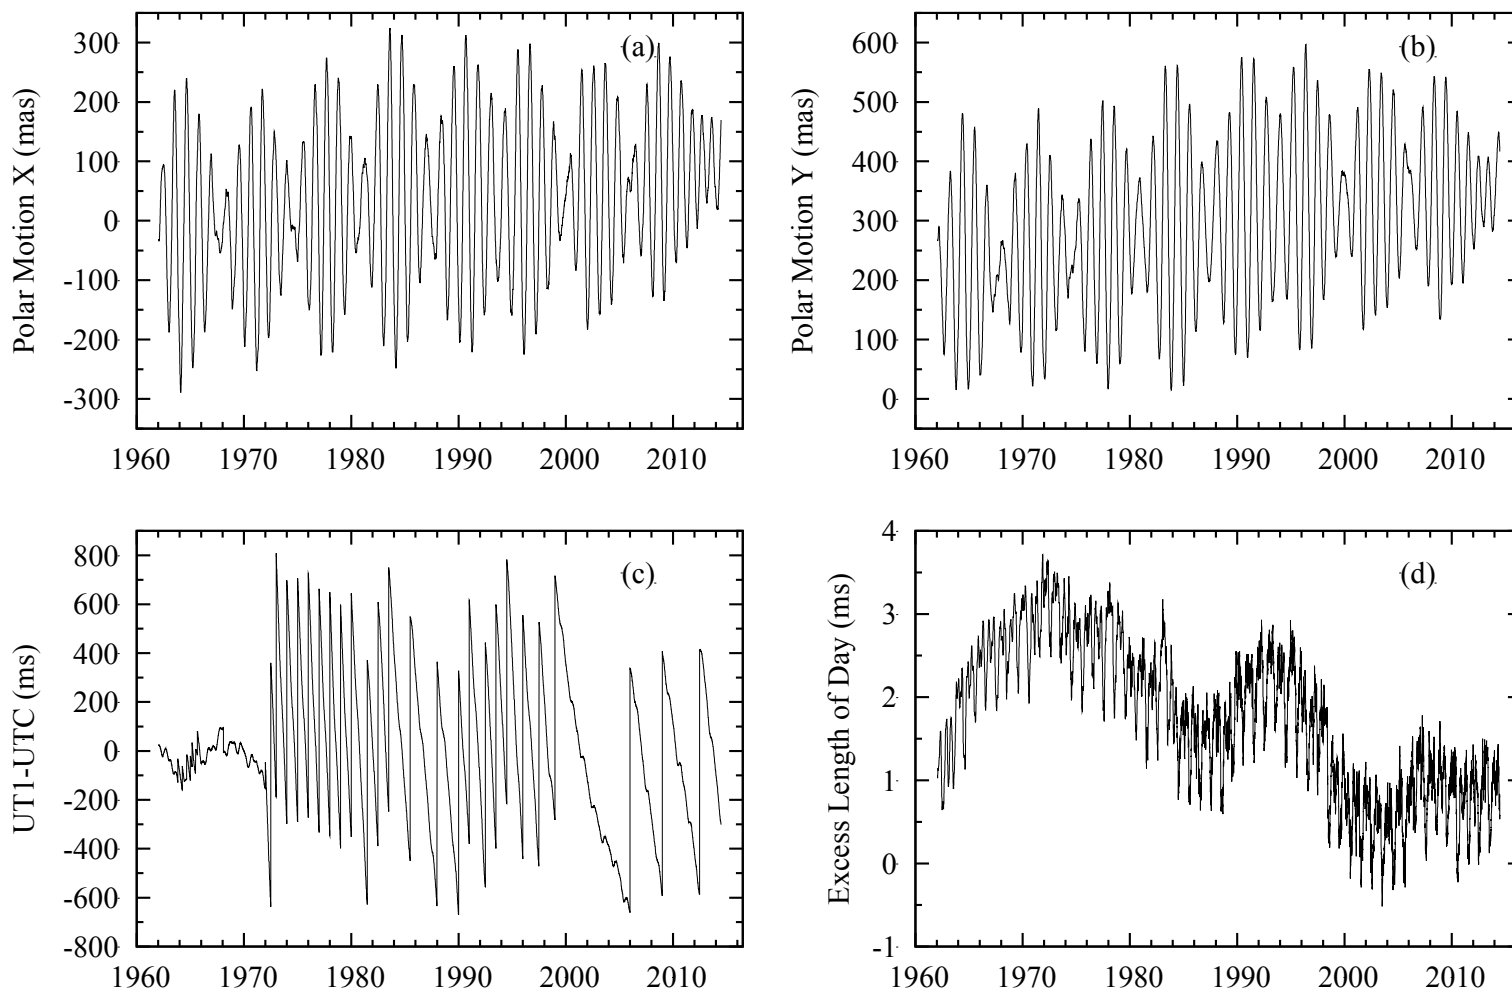 Polar Motion X (mas)
300
200
100
0
-100
-200
-300
(a)
1960 1970 1980 1990 2000 2010
Polar Motion Y (mas)
600
500
400
300
200
100
0
(b)
1960 1970 1980 1990 2000 2010
UT1-UTC (ms)
800
600
400
200
0
-200
-400
-600
-800
(c)
1960 1970 1980 1990 2000 2010
Excess Length of Day (ms)
4
3
2
1
0
-1
(d)
1960 1970 1980 1990 2000 2010